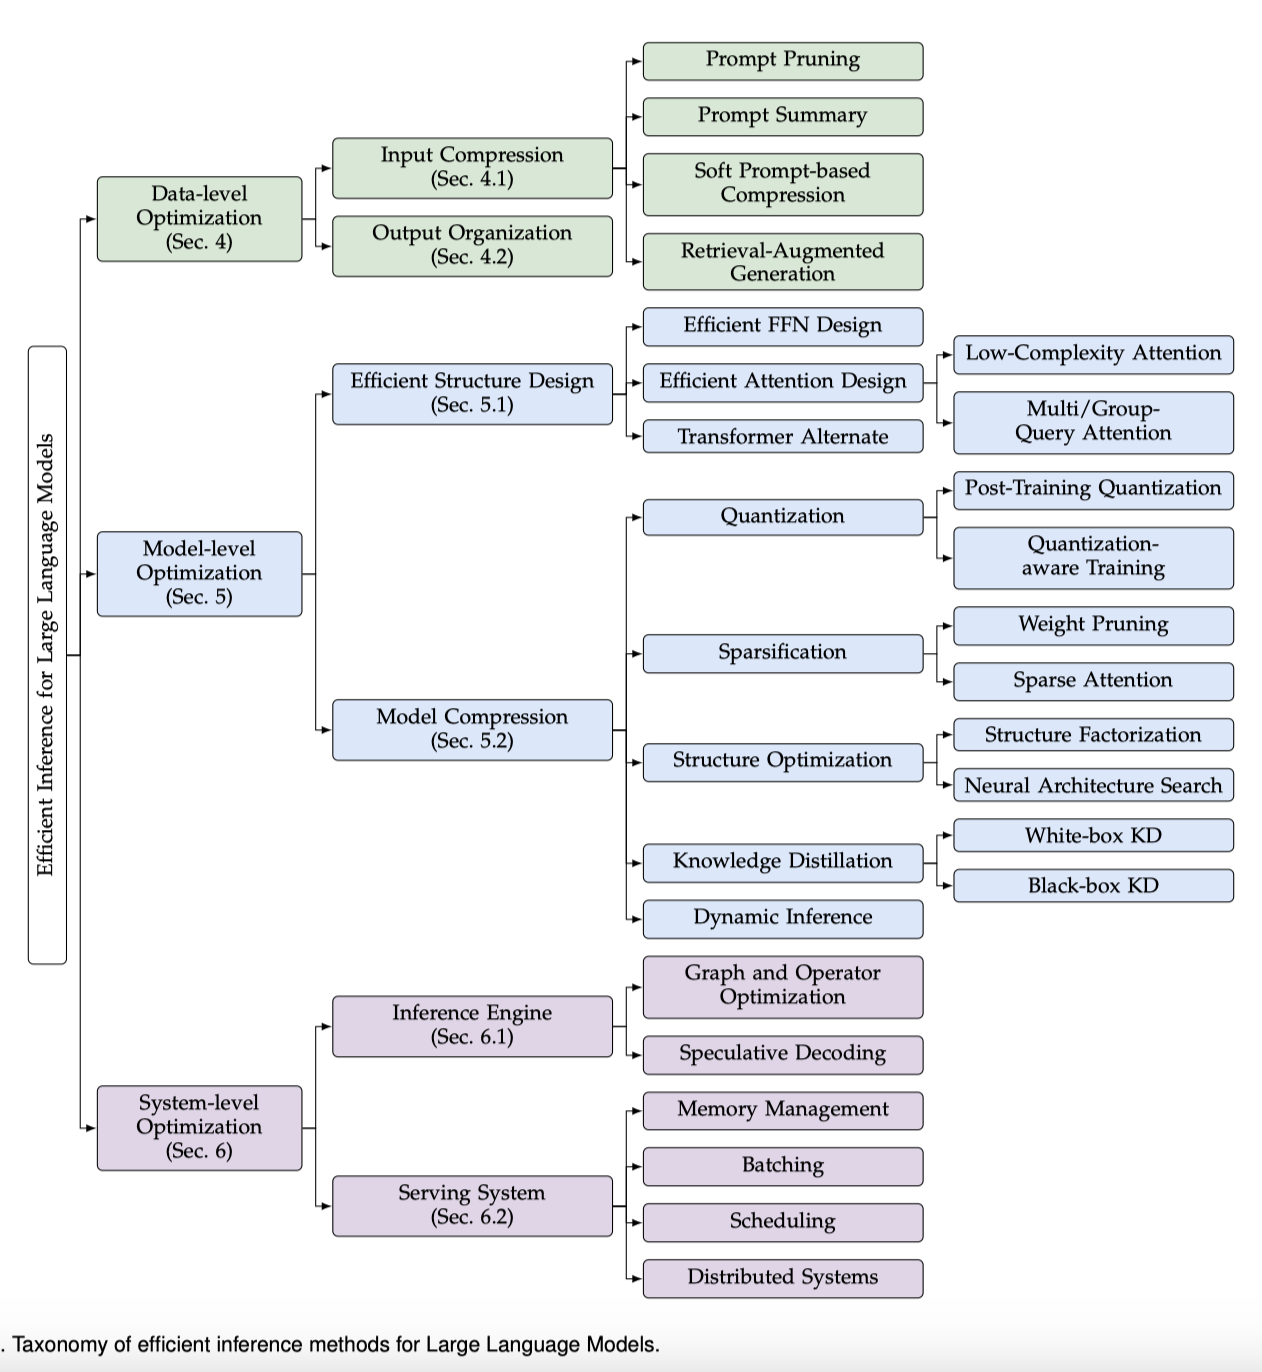 Efficient Inference for Large Language Models
Data-level
Optimization
(Sec. 4)
Input Compression
(Sec. 4.1)
Prompt Pruning
Prompt Summary
Soft Prompt-based
Compression
Retrieval-Augmented
Generation
Output Organization
(Sec. 4.2)
Model-level
Optimization
(Sec. 5)
Efficient Structure Design
(Sec. 5.1)
Efficient FFN Design
Efficient Attention Design
Low-Complexity Attention
Multi/Group-
Query Attention
Transformer Alternate
Model Compression
(Sec. 5.2)
Quantization
Post-Training Quantization
Quantization-
aware Training
Sparsification
Weight Pruning
Sparse Attention
Structure Optimization
Structure Factorization
Neural Architecture Search
Knowledge Distillation
White-box KD
Black-box KD
Dynamic Inference
System-level
Optimization
(Sec. 6)
Inference Engine
(Sec. 6.1)
Graph and Operator
Optimization
Speculative Decoding
Serving System
(Sec. 6.2)
Memory Management
Batching
Scheduling
Distributed Systems
. Taxonomy of efficient inference methods for Large Language Models.